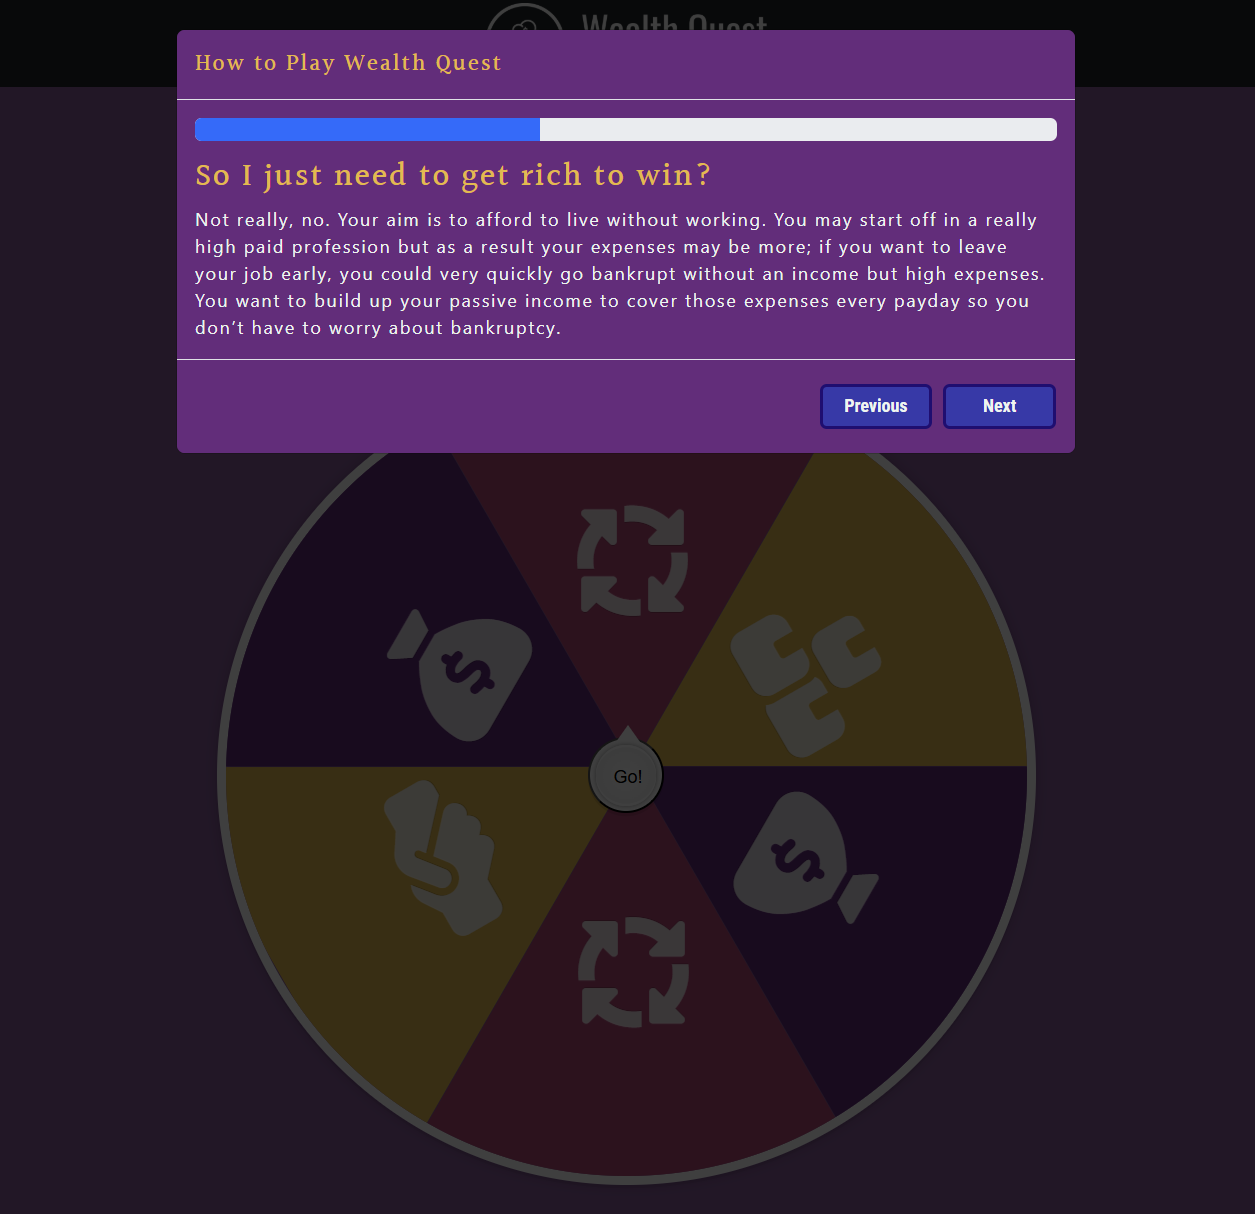 Wealth Quest
How to Play Wealth Quest
So I just need to get rich to win?
Not really, no. Your aim is to afford to live without working. You may start off in a really
high paid profession but as a result your expenses may be more; if you want to leave
your job early, you could very quickly go bankrupt without an income but high expenses.
You want to build up your passive income to cover those expenses every payday so you
don’t have to worry about bankruptcy.
Previous
Next
Go!